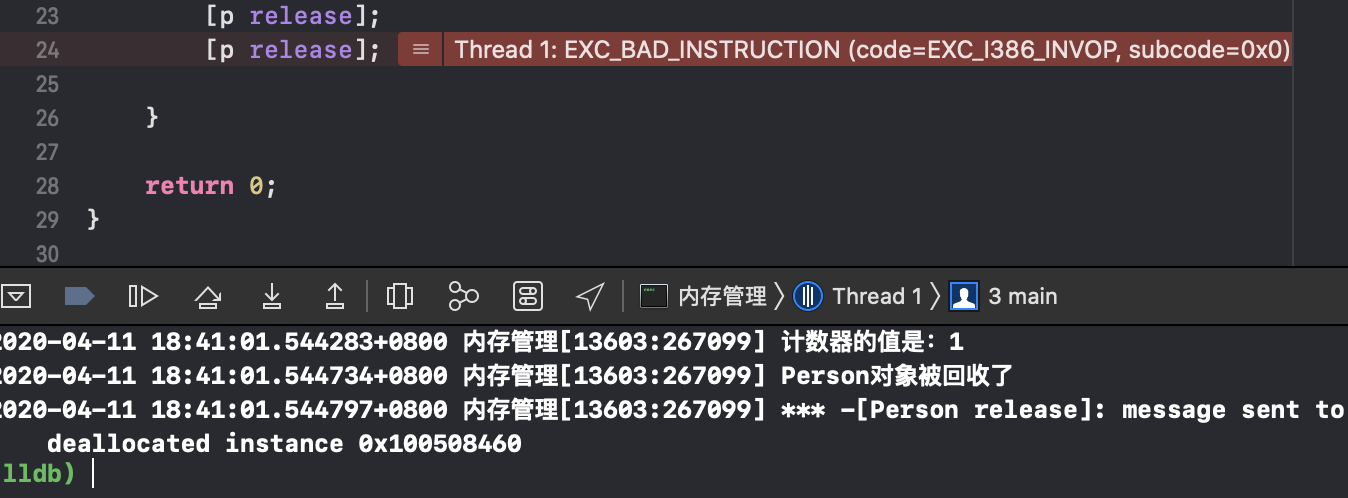 23 [p release];
24 [p release]; Thread 1: EXC_BAD_INSTRUCTION (code=EXC_I386_INVOP, subcode=0x0)
25
26 }
27
28 return 0;
29 }
30
内存管理 Thread 1 3 main
2020-04-11 18:41:01.544283+0800 内存管理[13603:267099] 计数器的值是：1
2020-04-11 18:41:01.544734+0800 内存管理[13603:267099] Person对象被回收了
2020-04-11 18:41:01.544797+0800 内存管理[13603:267099] *** -[Person release]: message sent to
deallocated instance 0x100508460
lldb)